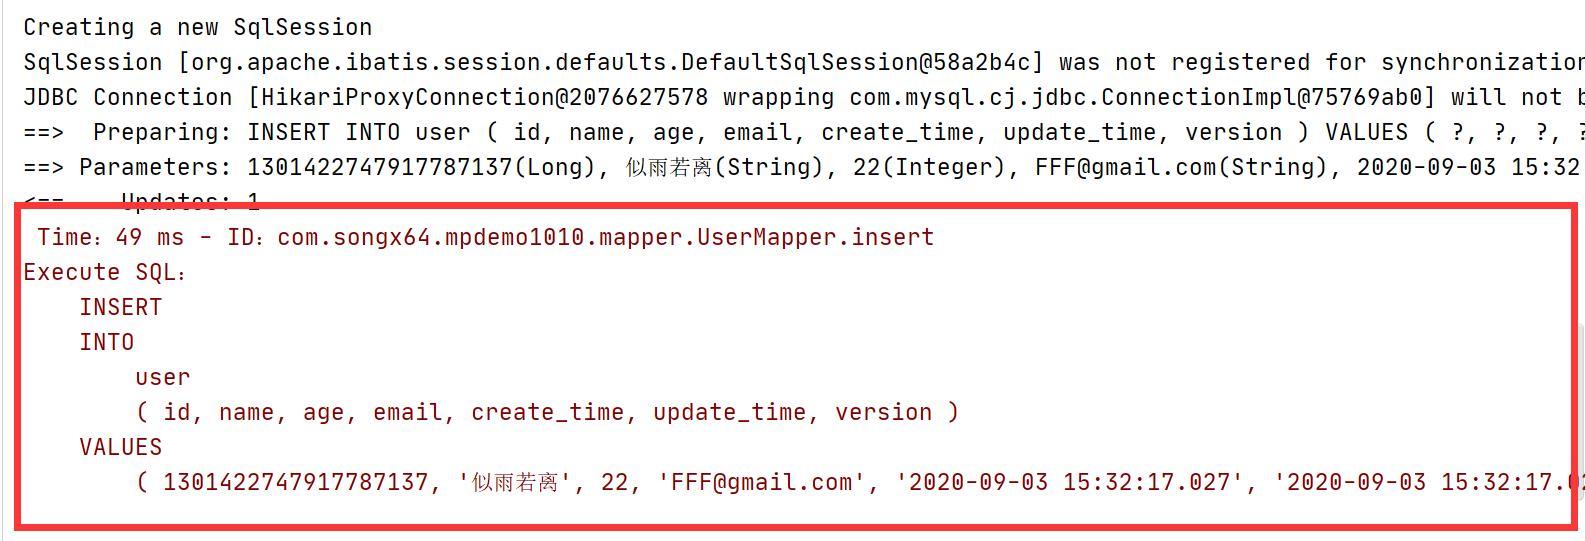 Creating a new SqlSession
SqlSession [org.apache.ibatis.session.defaults.DefaultSqlSession@58a2b4c] was not registered for synchronization
JDBC Connection [HikariProxyConnection@2076627578 wrapping com.mysql.cj.jdbc.ConnectionImpl@75769ab0] will not
==>  Preparing: INSERT INTO user ( id, name, age, email, create_time, update_time, version ) VALUES ( ?, ?, ?, ?
==> Parameters: 1301422747917787137(Long), 似雨若离(String), 22(Integer), FFF@gmail.com(String), 2020-09-03 15:32
<==    Updates: 1
Time：49 ms - ID：com.songx64.mpdemo1010.mapper.UserMapper.insert
Execute SQL：
INSERT
INTO
user
( id, name, age, email, create_time, update_time, version )
VALUES
( 1301422747917787137, '似雨若离', 22, 'FFF@gmail.com', '2020-09-03 15:32:17.027', '2020-09-03 15:32:17.02